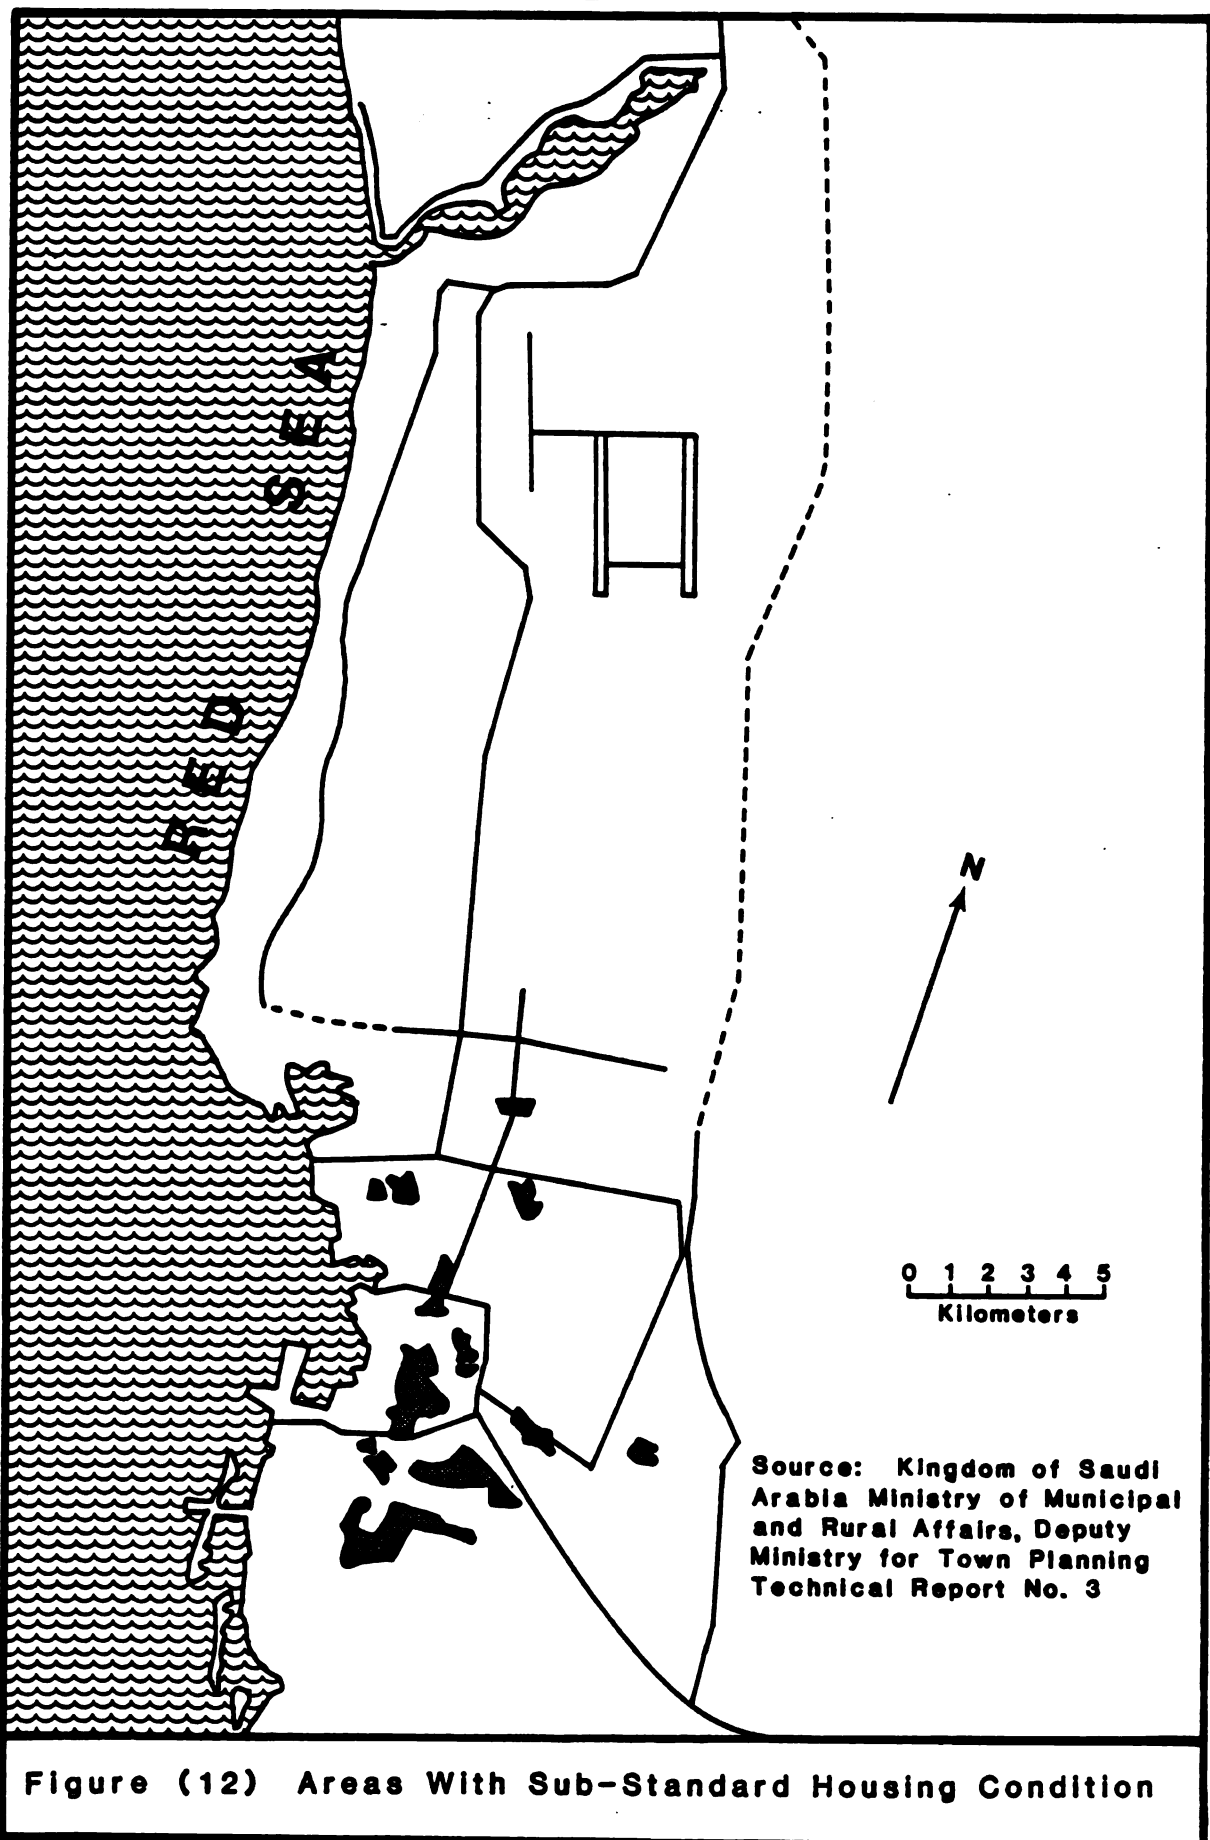 RED SEA
N
0 1 2 3 4 5
Kilometers
Source: Kingdom of Saudi
Arabia Ministry of Municipal
and Rural Affairs, Deputy
Ministry for Town Planning
Technical Report No. 3
Figure (12) Areas With Sub-Standard Housing Condition